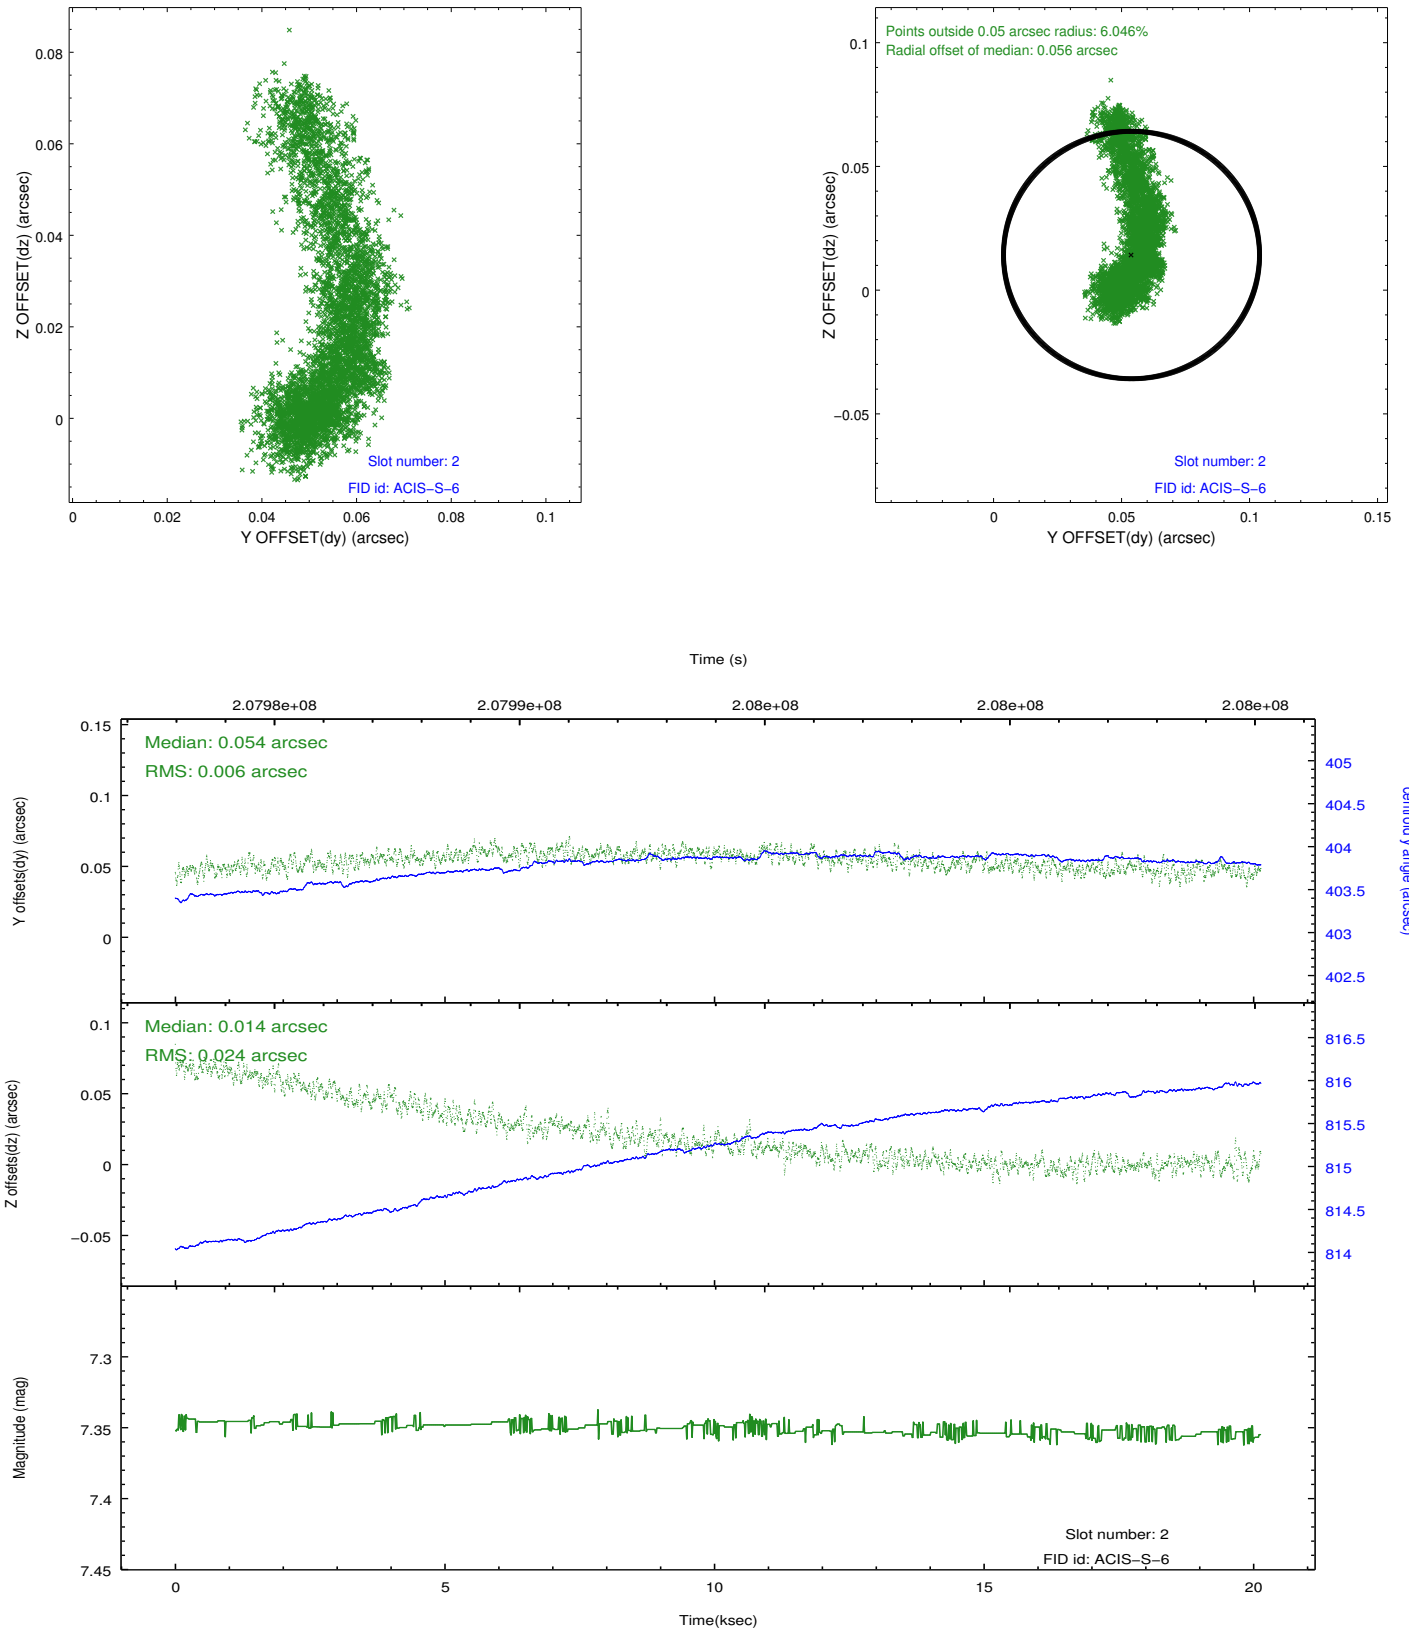 0.08
0.06
0.04
0.02
0
Z OFFSET(dz) (arcsec)
Slot number: 2
FID id: ACIS−S−6
0 0.02 0.04 0.06 0.08 0.1
Y OFFSET(dy) (arcsec)
Points outside 0.05 arcsec radius: 6.046%
Radial offset of median: 0.056 arcsec
0.1
0.05
0
−0.05
Z OFFSET(dz) (arcsec)
Slot number: 2
FID id: ACIS−S−6
0 0.05 0.1 0.15
Y OFFSET(dy) (arcsec)
Time (s)
2.0798e+08 2.0799e+08 2.08e+08 2.08e+08 2.08e+08
Median: 0.054 arcsec
RMS: 0.006 arcsec
0.15
0.1
0.05
0
Y offsets(dy) (arcsec)
405
404.5
404
403.5
403
402.5
centroid y angle (arcsec)
Median: 0.014 arcsec
RMS: 0.024 arcsec
0.1
0.05
0
−0.05
Z offsets(dz) (arcsec)
816.5
816
815.5
815
814.5
814
7.3
7.35
7.4
7.45
Magnitude (mag)
Slot number: 2
FID id: ACIS−S−6
0 5 10 15 20
Time(ksec)